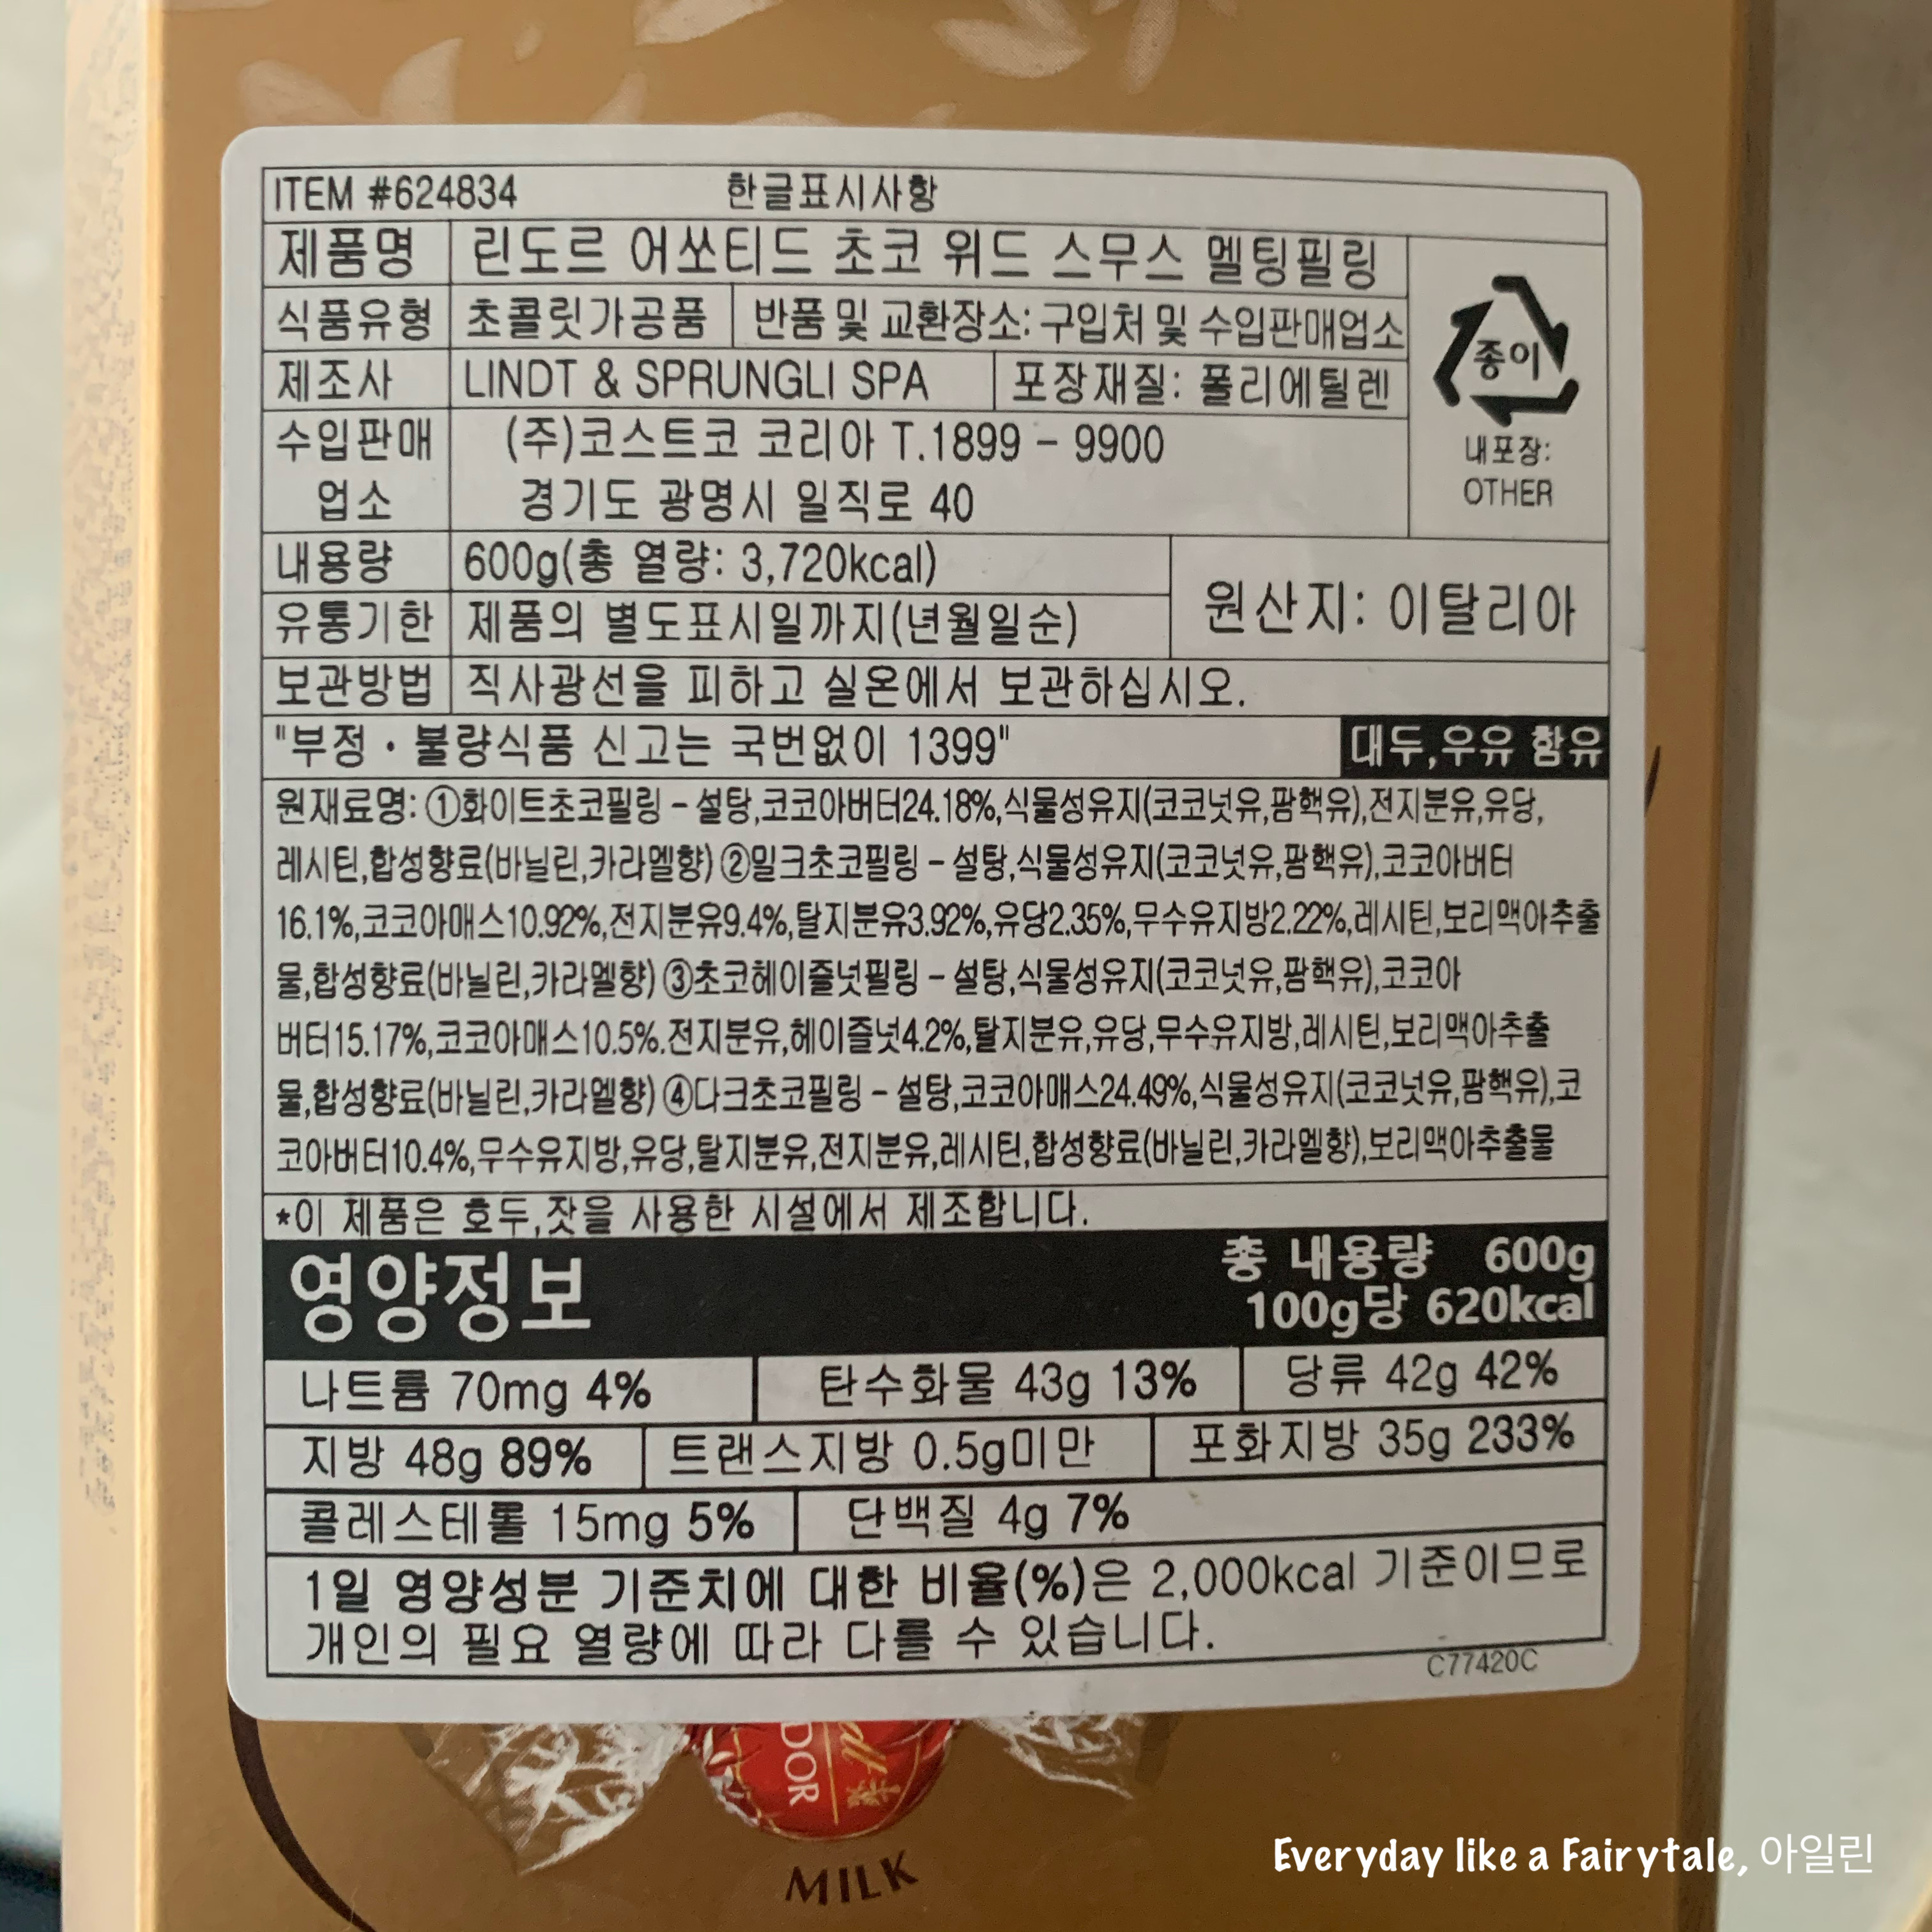 ITEM #624834 한글표시사항
제품명 린도르 어쏘티드 초코 위드 스무스 멜팅필링
식품유형 초콜릿가공품 반품 및 교환장소: 구입처 및 수입판매업소
종이
제조사 LINDT & SPRUNGLI SPA 포장재질: 폴리에틸렌
수입판매 (주)코스트코 코리아 T.1899 - 9900
내포장:
업소 경기도 광명시 일직로 40
OTHER
내용량 600g(총 열량: 3,720kcal)
원산지: 이탈리아
유통기한 제품의 별도표시일까지(년월일순)
보관방법 직사광선을 피하고 실온에서 보관하십시오.
"부정 · 불량식품 신고는 국번없이 1399" 대두,우유 함유
원재료명: ①화이트초코필링 - 설탕,코코아버터24.18%,식물성유지(코코넛유,팜핵유),전지분유,유당,
레시틴,합성향료(바닐린,카라멜향) ②밀크초코필링 - 설탕,식물성유지(코코넛유,팜핵유),코코아버터
16.1%,코코아매스10.92%,전지분유9.4%,탈지분유3.92%,유당2.35%,무수유지방2.22%,레시틴,보리맥아추출
물,합성향료(바닐린,카라멜향) ③초코헤이즐넛필링 - 설탕,식물성유지(코코넛유,팜핵유),코코아
버터15.17%,코코아매스10.5%.전지분유,헤이즐넛4.2%,탈지분유,유당,무수유지방,레시틴,보리맥아추출
물,합성향료(바닐린,카라멜향) ④다크초코필링 - 설탕,코코아매스24.49%,식물성유지(코코넛유,팜핵유),코
코아버터10.4%,무수유지방,유당,탈지분유,전지분유,레시틴,합성향료(바닐린,카라멜향),보리맥아추출물
*이 제품은 호두,잣을 사용한 시설에서 제조합니다.
영양정보
총 내용량 600g
100g당 620kcal
나트륨 70mg 4% 탄수화물 43g 13% 당류 42g 42%
지방 48g 89% 트랜스지방 0.5g미만 포화지방 35g 233%
콜레스테롤 15mg 5% 단백질 4g 7%
1일 영양성분 기준치에 대한 비율(%)은 2,000kcal 기준이므로
개인의 필요 열량에 따라 다를 수 있습니다.
C77420C
DOR
MILK
Everyday like a Fairytale, 아일린